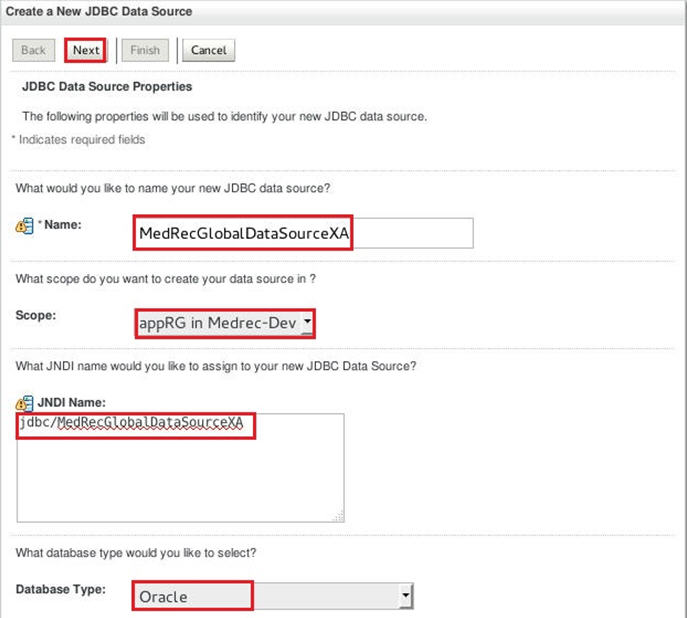 Create a New JDBC Data Source
Back Next Finish Cancel
JDBC Data Source Properties
The following properties will be used to identify your new JDBC data source.
* Indicates required fields
What would you like to name your new JDBC data source?
* Name: MedRecGlobalDataSourceXA
What scope do you want to create your data source in ?
Scope: appRG in Medrec-Dev
What JNDI name would you like to assign to your new JDBC Data Source?
JNDI Name:
jdbc/MedRecGlobalDataSourceXA
What database type would you like to select?
Database Type: Oracle